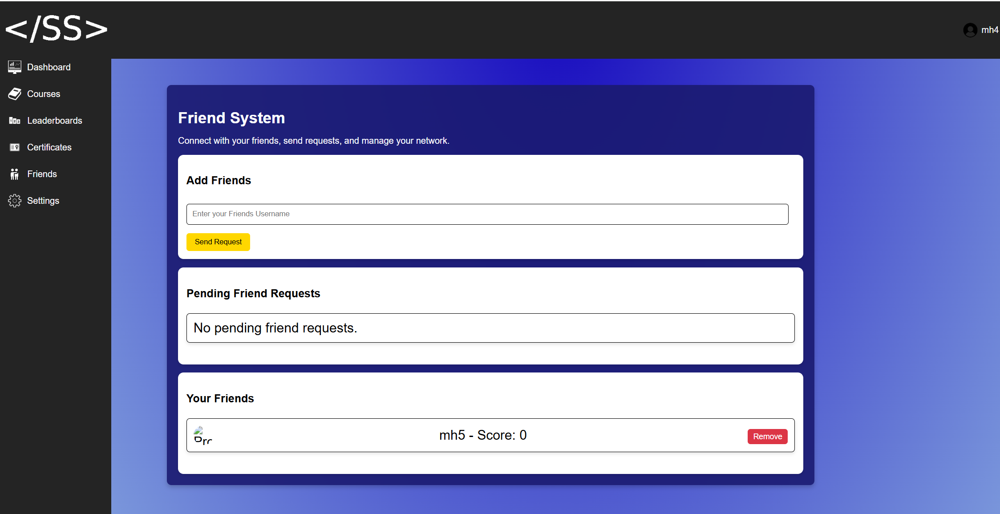 </SS>
mh4
Dashboard
Courses
Leaderboards
Certificates
Friends
Settings
Friend System
Connect with your friends, send requests, and manage your network.
Add Friends
Enter your Friends Username
Send Request
Pending Friend Requests
No pending friend requests.
Your Friends
mh5 - Score: 0
Remove